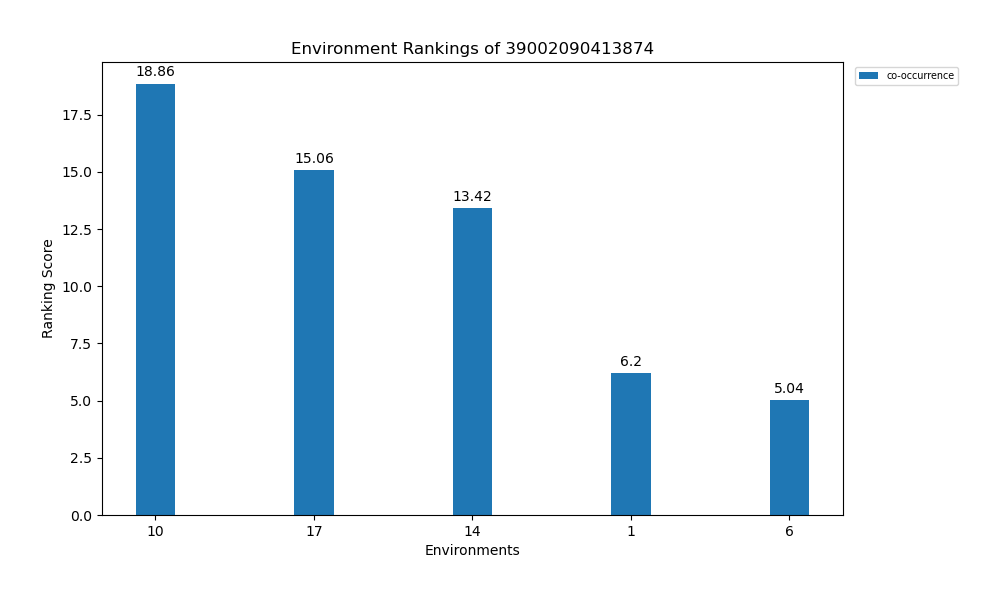 Environment Rankings of 39002090413874
co-occurrence
18.86
15.06
13.42
6.2
5.04
17.5
15.0
12.5
10.0
7.5
5.0
2.5
0.0
Ranking Score
10 17 14 1 6
Environments